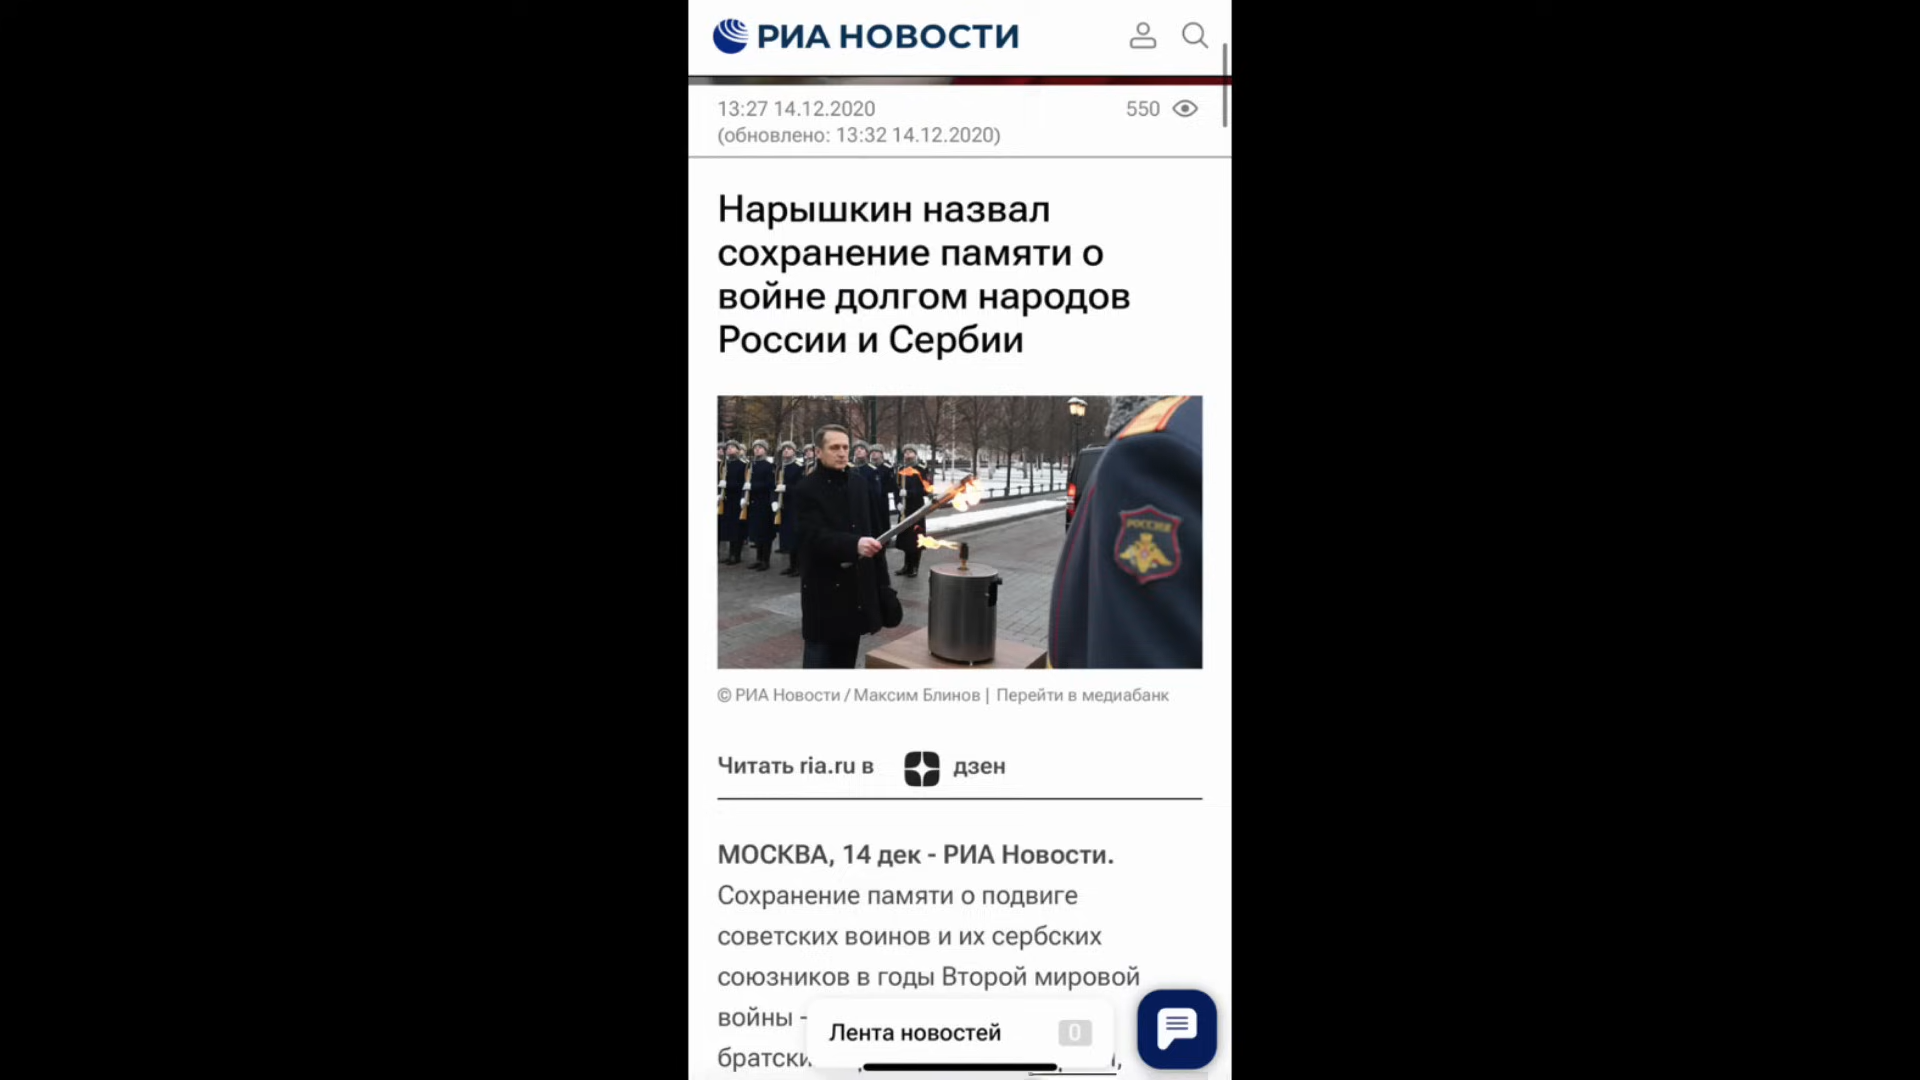 РИА НОВОСТИ
13:27 14.12.2020
550
(обновлено: 13:32 14.12.2020)
Нарышкин назвал
сохранение памяти о
войне долгом народов
России и Сербии
РОССИЯ
© РИА Новости / Максим Блинов | Перейти в медиабанк
Читать ria.ru в дзен
МОСКВА, 14 дек - РИА Новости.
Сохранение памяти о подвиге
советских воинов и их сербских
союзников в годы Второй мировой
войны -
Лента новостей 0